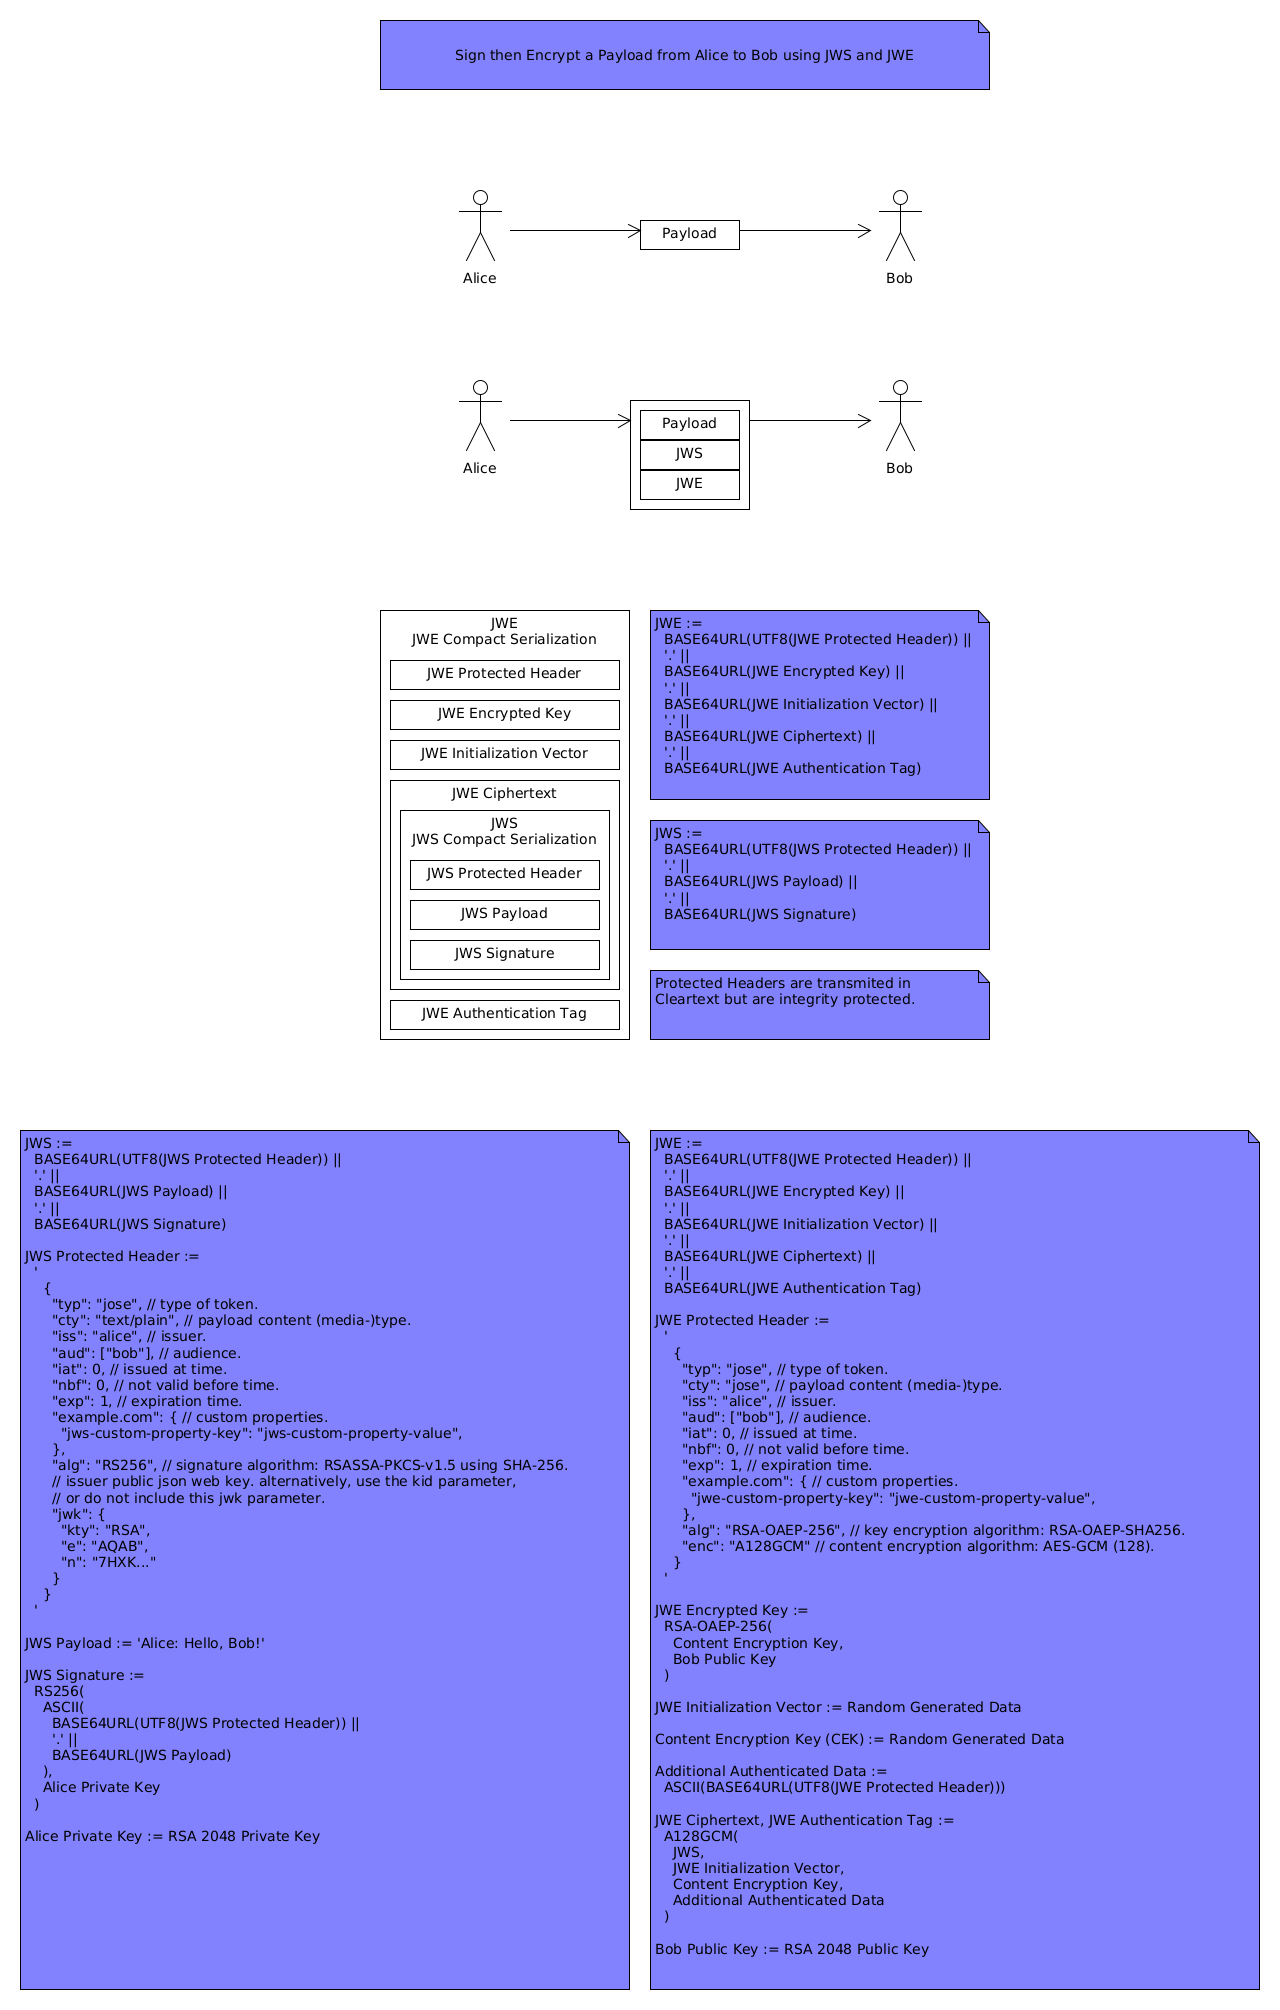 Sign then Encrypt a Payload from Alice to Bob using JWS and JWE
Payload
Alice
Bob
Payload
JWS
JWE
Alice
Bob
JWE
JWE Compact Serialization
JWE Protected Header
JWE Encrypted Key
JWE Initialization Vector
JWE Ciphertext
JWS
JWS Compact Serialization
JWS Protected Header
JWS Payload
JWS Signature
JWE Authentication Tag
JWE :=
BASE64URL(UTF8(JWE Protected Header)) ||
'.' ||
BASE64URL(JWE Encrypted Key) ||
'.' ||
BASE64URL(JWE Initialization Vector) ||
'.' ||
BASE64URL(JWE Ciphertext) ||
'.' ||
BASE64URL(JWE Authentication Tag)
JWS :=
BASE64URL(UTF8(JWS Protected Header)) ||
'.' ||
BASE64URL(JWS Payload) ||
'.' ||
BASE64URL(JWS Signature)
Protected Headers are transmited in
Cleartext but are integrity protected.
JWS :=
BASE64URL(UTF8(JWS Protected Header)) ||
'.' ||
BASE64URL(JWS Payload) ||
'.' ||
BASE64URL(JWS Signature)
JWS Protected Header :=
'
{
"typ": "jose", // type of token.
"cty": "text/plain", // payload content (media-)type.
"iss": "alice", // issuer.
"aud": ["bob"], // audience.
"iat": 0, // issued at time.
"nbf": 0, // not valid before time.
"exp": 1, // expiration time.
"example.com": { // custom properties.
"jws-custom-property-key": "jws-custom-property-value",
},
"alg": "RS256", // signature algorithm: RSASSA-PKCS-v1.5 using SHA-256.
// issuer public json web key. alternatively, use the kid parameter,
// or do not include this jwk parameter.
"jwk": {
"kty": "RSA",
"e": "AQAB",
"n": "7HXK..."
}
}
'
JWS Payload := 'Alice: Hello, Bob!'
JWS Signature :=
RS256(
ASCII(
BASE64URL(UTF8(JWS Protected Header)) ||
'.' ||
BASE64URL(JWS Payload)
),
Alice Private Key
)
Alice Private Key := RSA 2048 Private Key
JWE :=
BASE64URL(UTF8(JWE Protected Header)) ||
'.' ||
BASE64URL(JWE Encrypted Key) ||
'.' ||
BASE64URL(JWE Initialization Vector) ||
'.' ||
BASE64URL(JWE Ciphertext) ||
'.' ||
BASE64URL(JWE Authentication Tag)
JWE Protected Header :=
'
{
"typ": "jose", // type of token.
"cty": "jose", // payload content (media-)type.
"iss": "alice", // issuer.
"aud": ["bob"], // audience.
"iat": 0, // issued at time.
"nbf": 0, // not valid before time.
"exp": 1, // expiration time.
"example.com": { // custom properties.
"jwe-custom-property-key": "jwe-custom-property-value",
},
"alg": "RSA-OAEP-256", // key encryption algorithm: RSA-OAEP-SHA256.
"enc": "A128GCM" // content encryption algorithm: AES-GCM (128).
}
'
JWE Encrypted Key :=
RSA-OAEP-256(
Content Encryption Key,
Bob Public Key
)
JWE Initialization Vector := Random Generated Data
Content Encryption Key (CEK) := Random Generated Data
Additional Authenticated Data :=
ASCII(BASE64URL(UTF8(JWE Protected Header)))
JWE Ciphertext, JWE Authentication Tag :=
A128GCM(
JWS,
JWE Initialization Vector,
Content Encryption Key,
Additional Authenticated Data
)
Bob Public Key := RSA 2048 Public Key